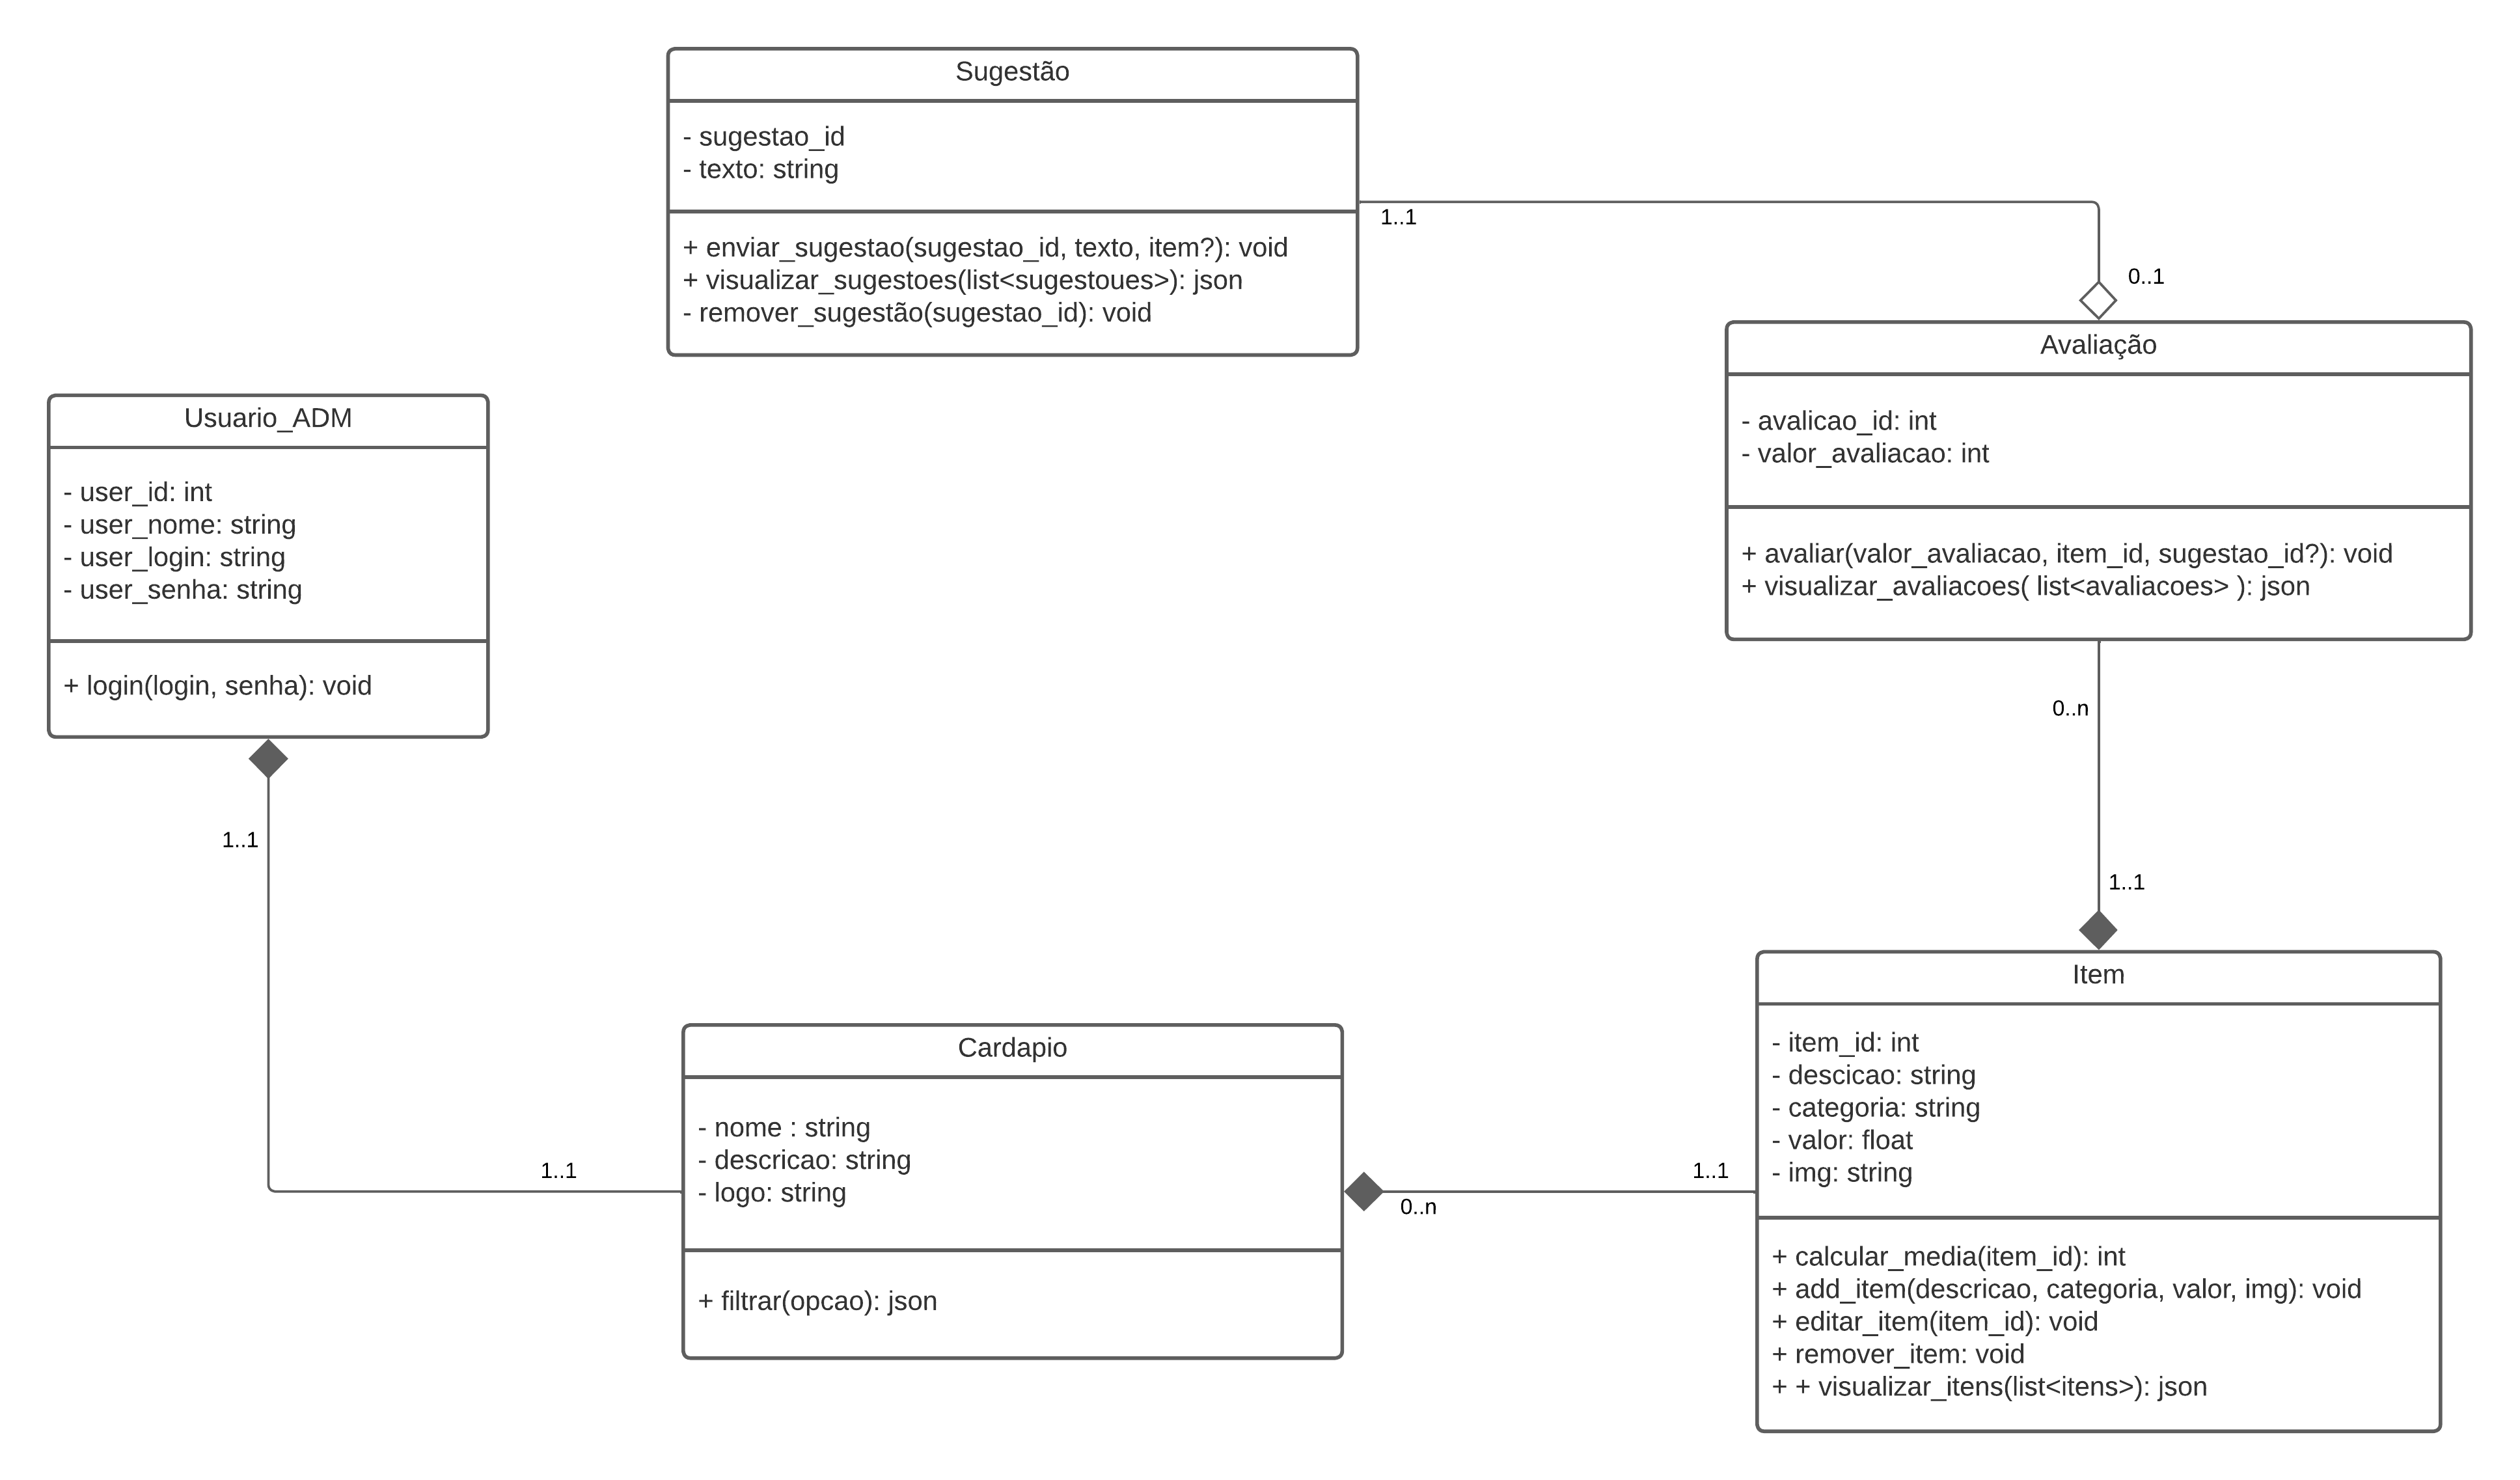 Sugestão
- sugestao_id
- texto: string
+ enviar_sugestao(sugestao_id, texto, item?): void
+ visualizar_sugestoes(list<sugestoues>): json
- remover_sugestão(sugestao_id): void
1..1
0..1
Avaliação
- avalicao_id: int
- valor_avaliacao: int
+ avaliar(valor_avaliacao, item_id, sugestao_id?): void
+ visualizar_avaliacoes( list<avaliacoes> ): json
Usuario_ADM
- user_id: int
- user_nome: string
- user_login: string
- user_senha: string
+ login(login, senha): void
0..n
1..1
1..1
1..1
Cardapio
- nome : string
- descricao: string
- logo: string
+ filtrar(opcao): json
0..n
1..1
Item
- item_id: int
- descicao: string
- categoria: string
- valor: float
- img: string
+ calcular_media(item_id): int
+ add_item(descricao, categoria, valor, img): void
+ editar_item(item_id): void
+ remover_item: void
+ + visualizar_itens(list<itens>): json